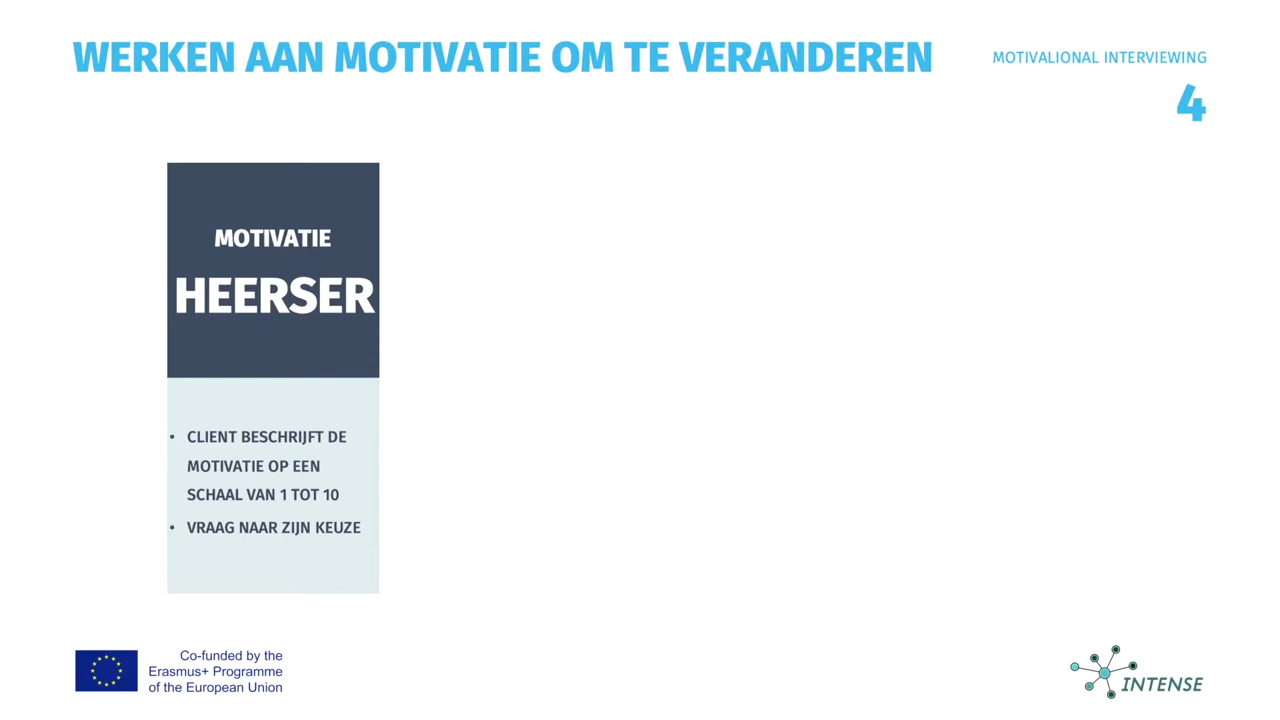 WERKEN AAN MOTIVATIE OM TE VERANDEREN
MOTIVALIONAL INTERVIEWING
4
MOTIVATIE
HEERSER
• CLIENT BESCHRIJFT DE
MOTIVATIE OP EEN
SCHAAL VAN 1 TOT 10
• VRAAG NAAR ZIJN KEUZE
Co-funded by the
Erasmus+ Programme
of the European Union
INTENSE